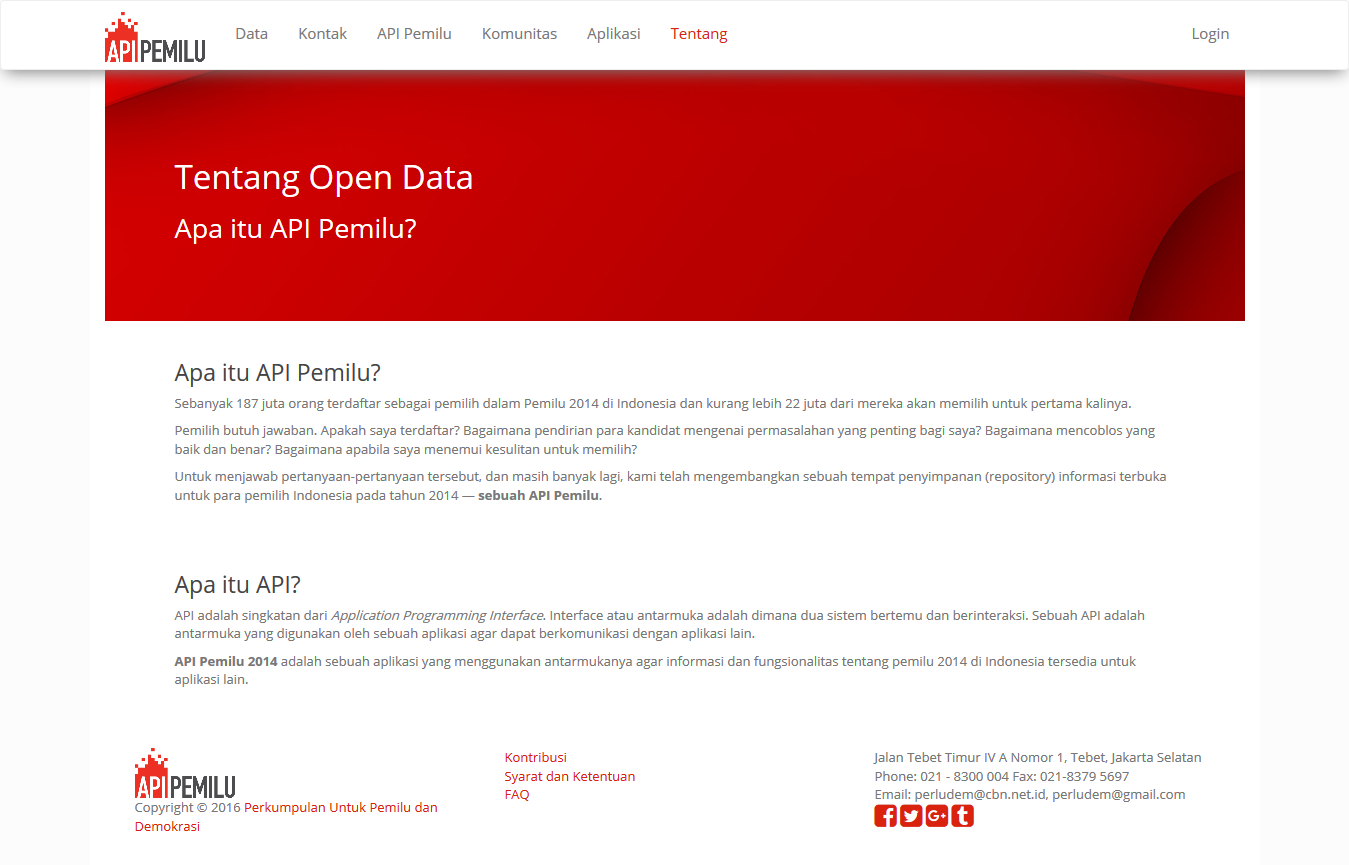 APIPEMILU
Data Kontak API Pemilu Komunitas Aplikasi Tentang Login
Tentang Open Data
Apa itu API Pemilu?
Apa itu API Pemilu?
Sebanyak 187 juta orang terdaftar sebagai pemilih dalam Pemilu 2014 di Indonesia dan kurang lebih 22 juta dari mereka akan memilih untuk pertama kalinya.
Pemilih butuh jawaban. Apakah saya terdaftar? Bagaimana pendirian para kandidat mengenai permasalahan yang penting bagi saya? Bagaimana mencoblos yang
baik dan benar? Bagaimana apabila saya menemui kesulitan untuk memilih?
Untuk menjawab pertanyaan-pertanyaan tersebut, dan masih banyak lagi, kami telah mengembangkan sebuah tempat penyimpanan (repository) informasi terbuka
untuk para pemilih Indonesia pada tahun 2014 — sebuah API Pemilu.
Apa itu API?
API adalah singkatan dari Application Programming Interface. Interface atau antarmuka adalah dimana dua sistem bertemu dan berinteraksi. Sebuah API adalah
antarmuka yang digunakan oleh sebuah aplikasi agar dapat berkomunikasi dengan aplikasi lain.
API Pemilu 2014 adalah sebuah aplikasi yang menggunakan antarmukanya agar informasi dan fungsionalitas tentang pemilu 2014 di Indonesia tersedia untuk
aplikasi lain.
APIPEMILU
Copyright © 2016 Perkumpulan Untuk Pemilu dan
Demokrasi
Kontribusi
Syarat dan Ketentuan
FAQ
Jalan Tebet Timur IV A Nomor 1, Tebet, Jakarta Selatan
Phone: 021 - 8300 004 Fax: 021-8379 5697
Email: perludem@cbn.net.id, perludem@gmail.com